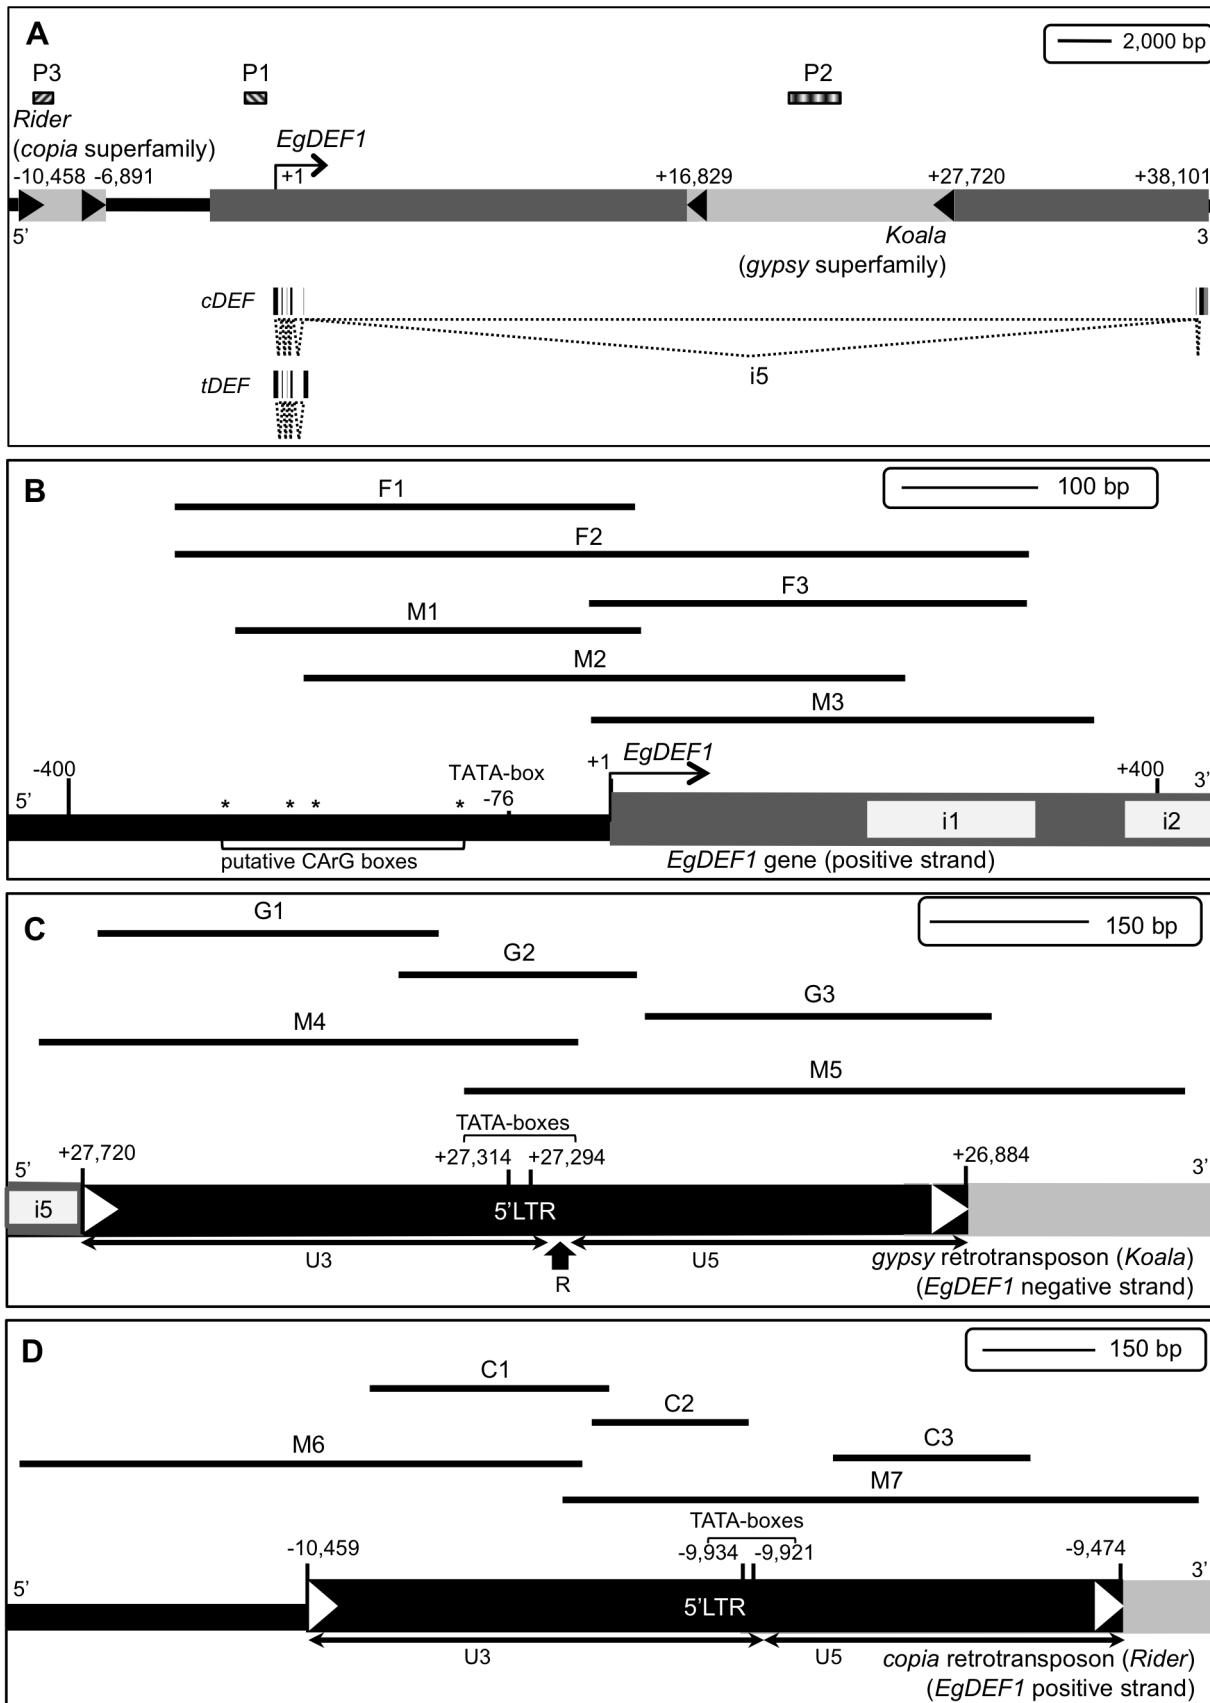 A
2,000 bp
P3
P1
P2
Rider
(copia superfamily)
EgDEF1
-10,458
-6,891
+1
+16,829
+27,720
+38,101
5’
Koala
3
(gypsy superfamily)
cDEF
i5
tDEF
B
100 bp
F1
F2
F3
M1
M2
M3
-400
TATA-box
+1
EgDEF1
+400
3’
5’
* * * *
-76
i1
i2
putative CArG boxes
EgDEF1 gene (positive strand)
C
150 bp
G1
G2
G3
M4
M5
TATA-boxes
5’
+27,720
+27,314
+27,294
+26,884
3’
i5
5’LTR
U3
U5
gypsy retrotransposon (Koala)
R
(EgDEF1 negative strand)
D
150 bp
C1
C2
C3
M6
M7
TATA-boxes
-10,459
-9,934
-9,921
-9,474
3’
5’
5’LTR
U3
U5
copia retrotransposon (Rider)
(EgDEF1 positive strand)